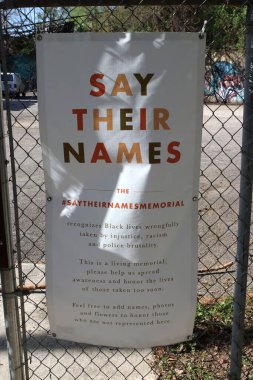 SAY
THEIR
NAMES
THE
#SAYTHEIRNAMESMEMORIAL
recognizes Black lives wrongfully
taken by injustice, racism
and police brutality.
This is a living memorial;
please help us spread
awareness and honor the lives
of those taken too soon.
Feel free to add names, photos
and flowers to honor those
who are not represented here.